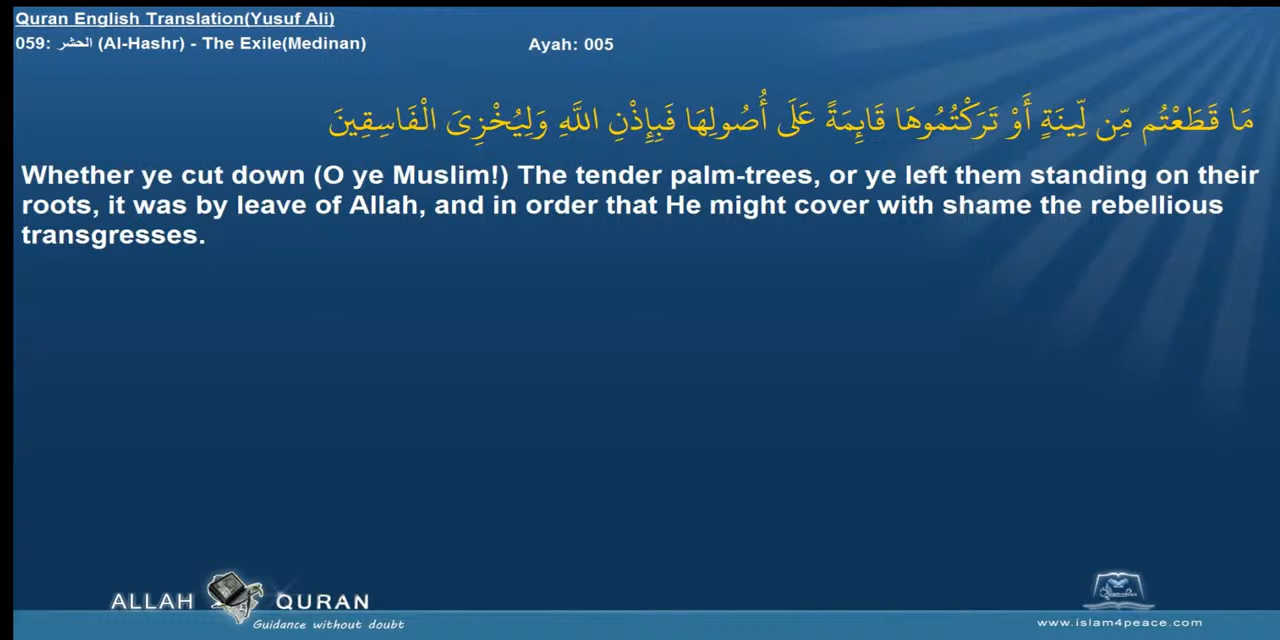 Quran English Translation(Yusuf Ali)
059: الحشر (Al-Hashr) - The Exile(Medinan) Ayah: 005
مَا قَطَعْتُم مِّن لِّينَةٍ أَوْ تَرَكْتُمُوهَا قَائِمَةً عَلَى أُصُولِهَا فَبِإِذْنِ اللَّهِ وَلِيُخْزِىَ الْفَاسِقِينَ
Whether ye cut down (O ye Muslim!) The tender palm-trees, or ye left them standing on their
roots, it was by leave of Allah, and in order that He might cover with shame the rebellious
transgresses.
ALLAH QURAN
Guidance without doubt
www.islam4peace.com